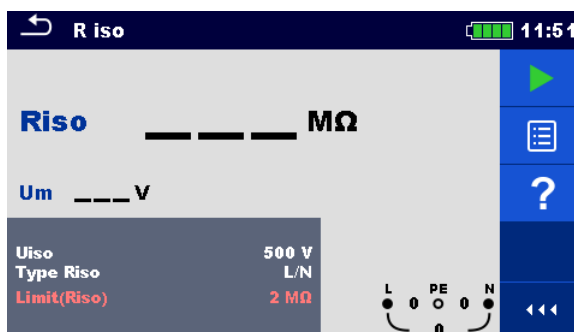 R iso 11:51
Riso _ _ _ MΩ
Um _ _ _ V
?
Uiso 500 V
Type Riso L/N
Limit(Riso) 2 MΩ
L PE N
0 0
0